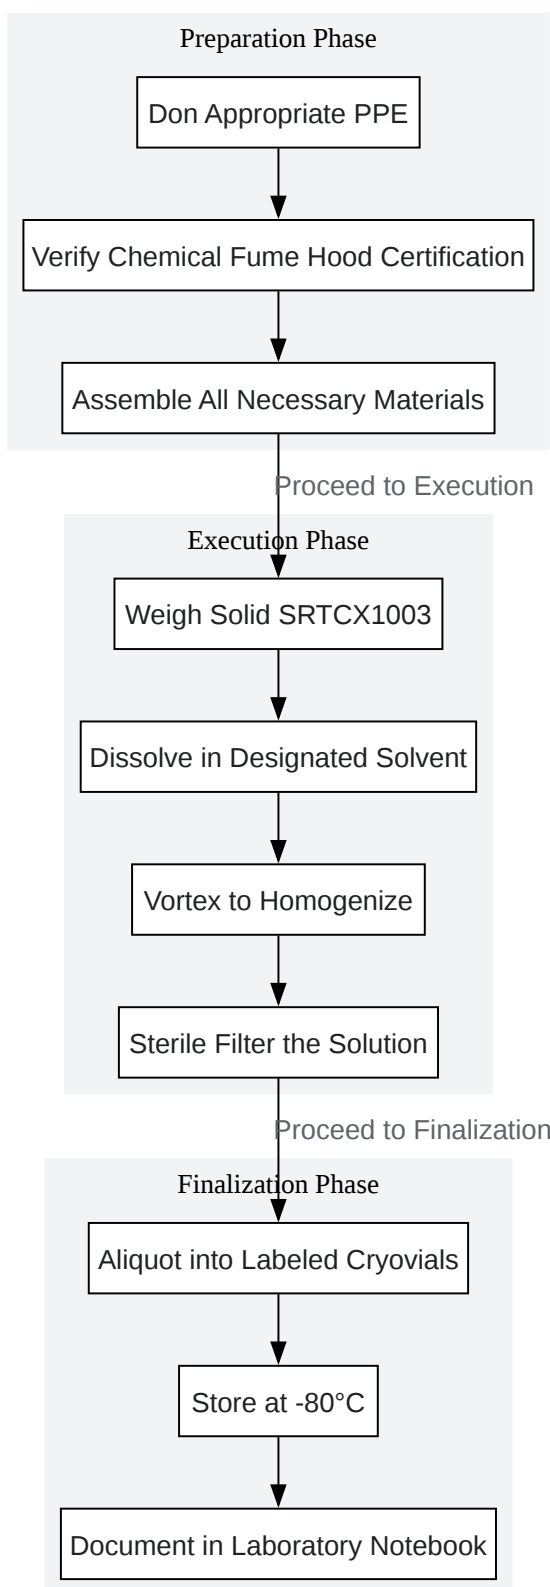 Preparation Phase
Don Appropriate PPE
Verify Chemical Fume Hood Certification
Assemble All Necessary Materials
Proceed to Execution
Execution Phase
Weigh Solid SRTCX1003
Dissolve in Designated Solvent
Vortex to Homogenize
Sterile Filter the Solution
Proceed to Finalization
Finalization Phase
Aliquot into Labeled Cryovials
Store at -80°C
Document in Laboratory Notebook